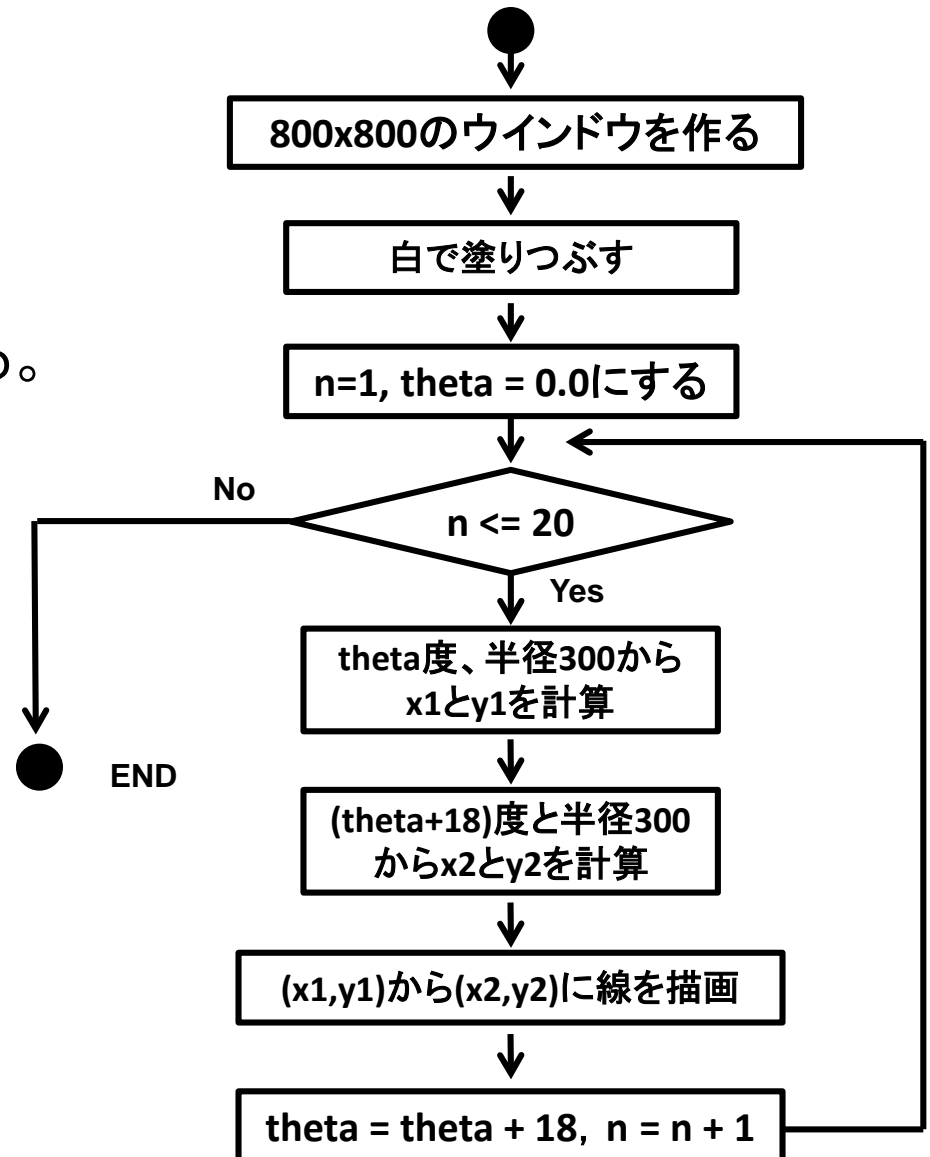 800x800のウインドウを作る
白で塗りつぶす
。
n=1, theta = 0.0にする
No
n <= 20
Yes
theta度、半径300から
x1とy1を計算
END
(theta+18)度と半径300
からx2とy2を計算
(x1,y1)から(x2,y2)に線を描画
theta = theta + 18, n = n + 1